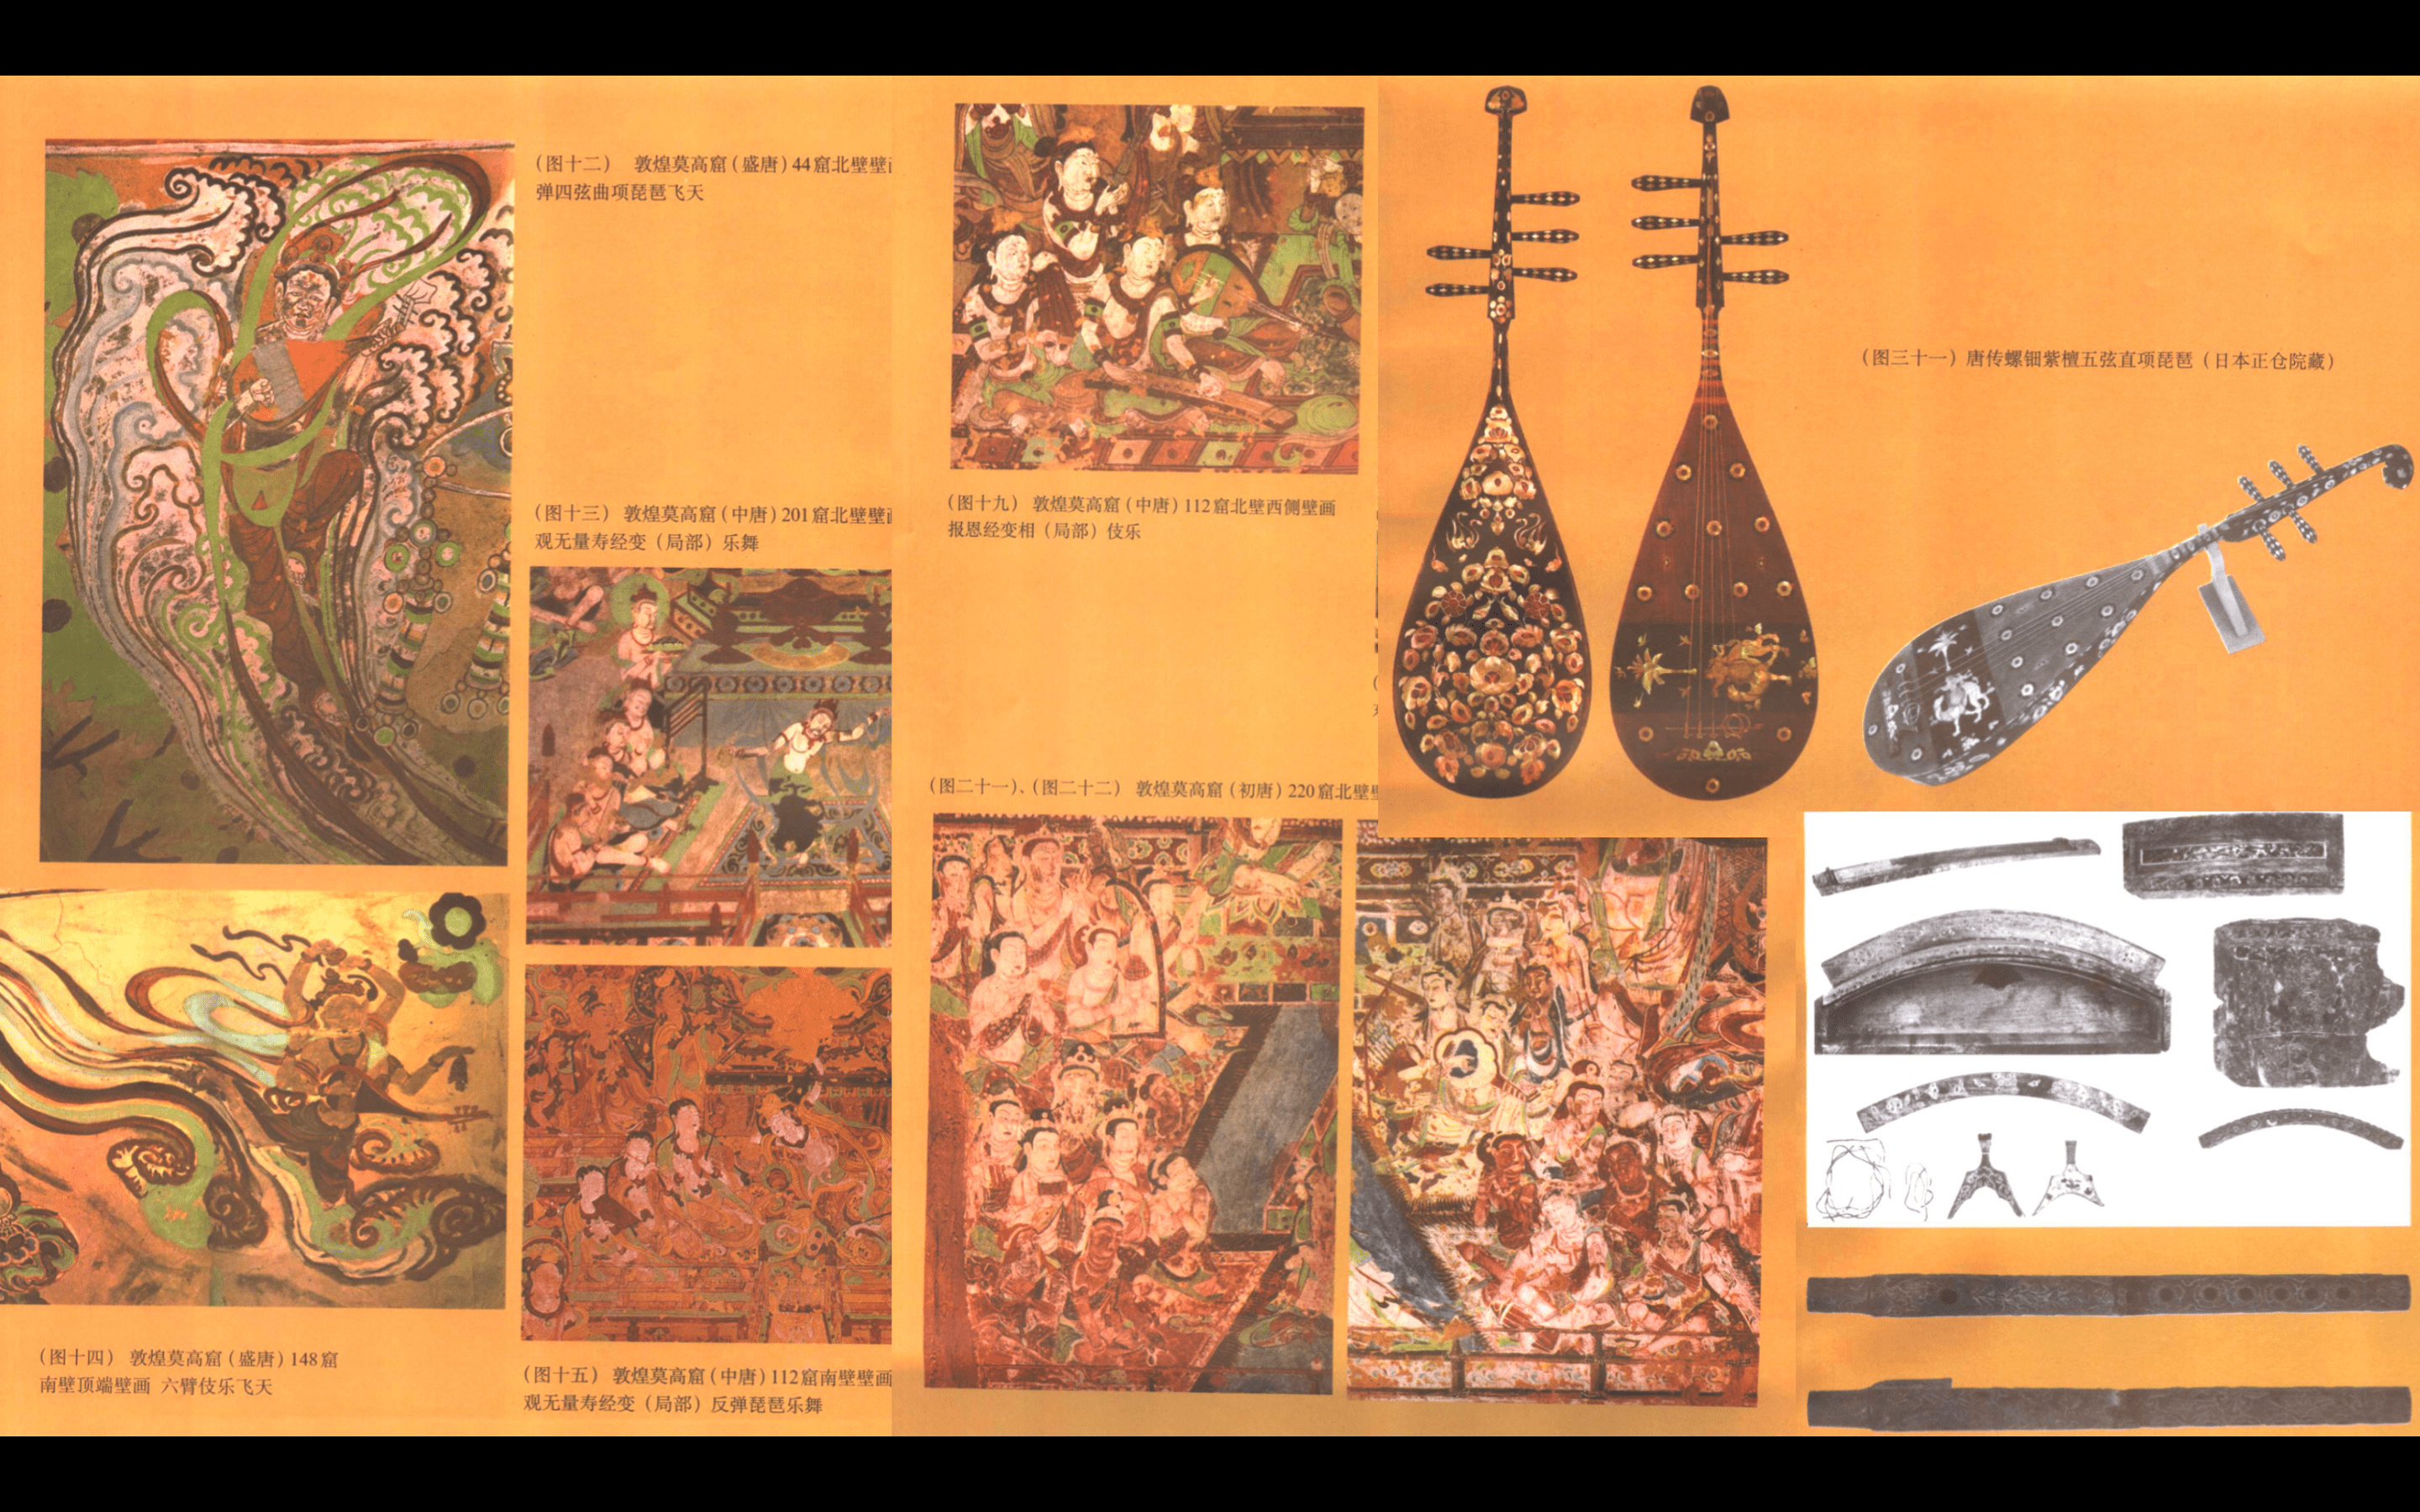 (图十二) 敦煌莫高窟(盛唐)44窟北壁壁画
弹四弦曲项琵琶飞天
(图十三) 敦煌莫高窟(中唐)201窟北壁壁画
观无量寿经变(局部)乐舞
(图十四) 敦煌莫高窟(盛唐)148窟
南壁顶端壁画 六臂伎乐飞天
(图十五) 敦煌莫高窟(中唐)112窟南壁壁画
观无量寿经变(局部)反弹琵琶乐舞
(图十九) 敦煌莫高窟(中唐)112窟北壁西侧壁画
报恩经变相(局部)伎乐
(图二十一)、(图二十二) 敦煌莫高窟(初唐)220窟北壁
(图三十一)唐传螺钿紫檀五弦直项琵琶(日本正仓院藏)